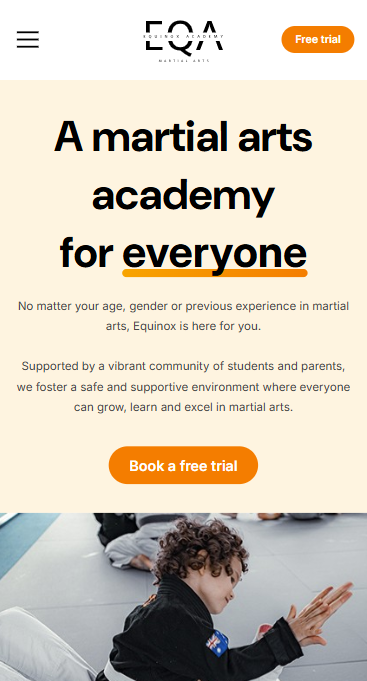 EQA
EQUINOX ACADEMY
MARTIAL ARTS
Free trial
A martial arts
academy
for everyone
No matter your age, gender or previous experience in martial
arts, Equinox is here for you.
Supported by a vibrant community of students and parents,
we foster a safe and supportive environment where everyone
can grow, learn and excel in martial arts.
Book a free trial